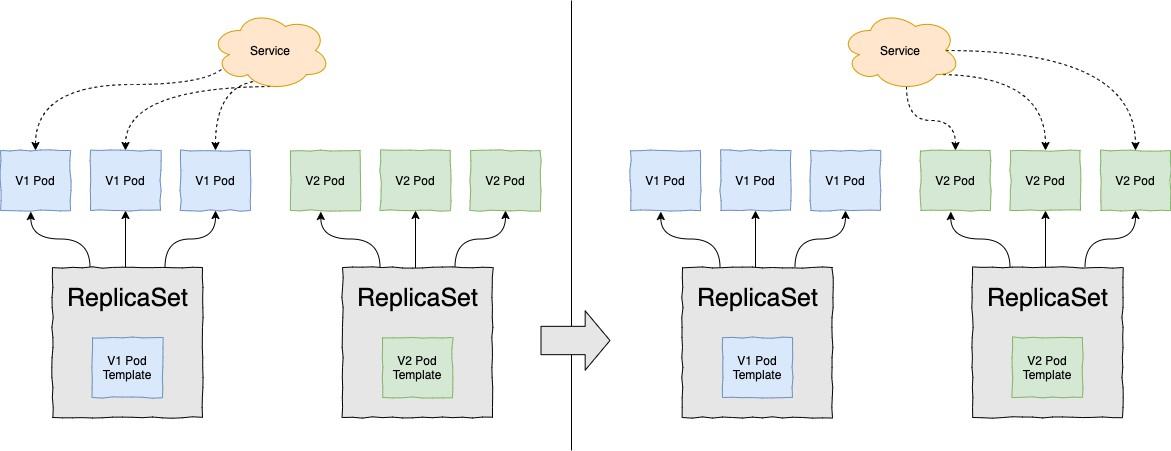 Service
V1 Pod
V1 Pod
V1 Pod
V2 Pod
V2 Pod
V2 Pod
ReplicaSet
V1 Pod
Template
ReplicaSet
V2 Pod
Template
Service
V1 Pod
V1 Pod
V1 Pod
V2 Pod
V2 Pod
V2 Pod
ReplicaSet
V1 Pod
Template
ReplicaSet
V2 Pod
Template